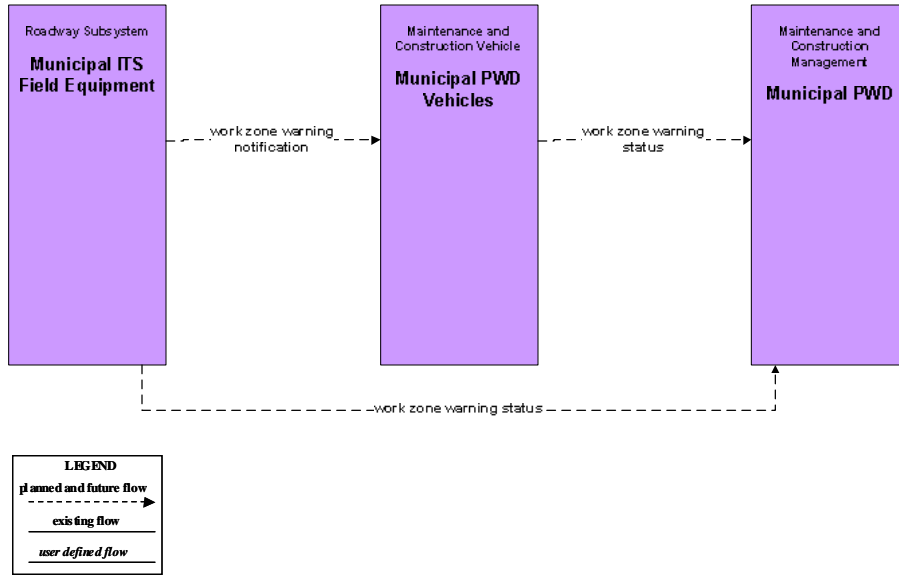 Roadway Subsystem
Municipal ITS
Field Equipment
Maintenance and
Construction Vehicle
Municipal PWD
Vehicles
Maintenance and
Construction
Management
Municipal PWD
work zone warning
notification
work zone warning
status
work zone warning status
LEGEND
planned and future flow
existing flow
user defined flow